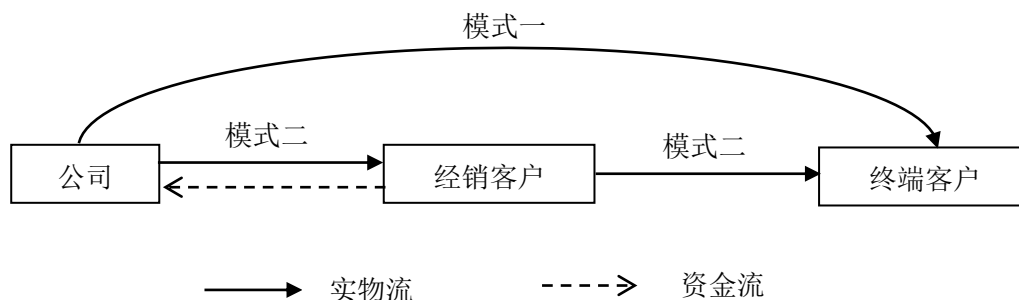 模式一
模式二
模式二
公司
经销客户
终端客户
实物流
资金流